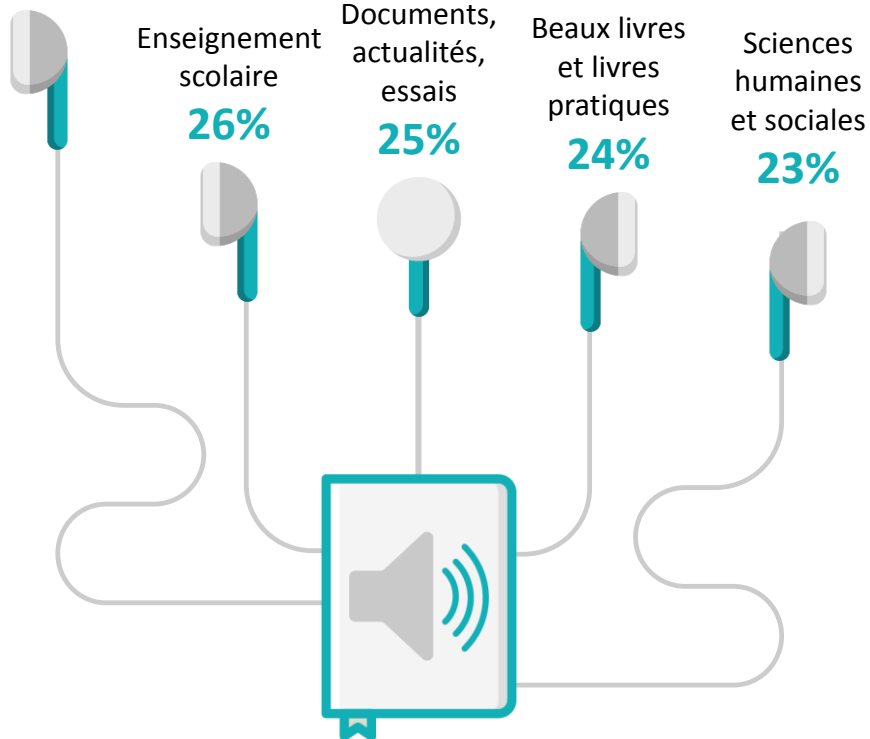 Enseignement
scolaire
26%
Documents,
actualités,
essais
25%
Beaux livres
et livres
pratiques
24%
Sciences
humaines
et sociales
23%